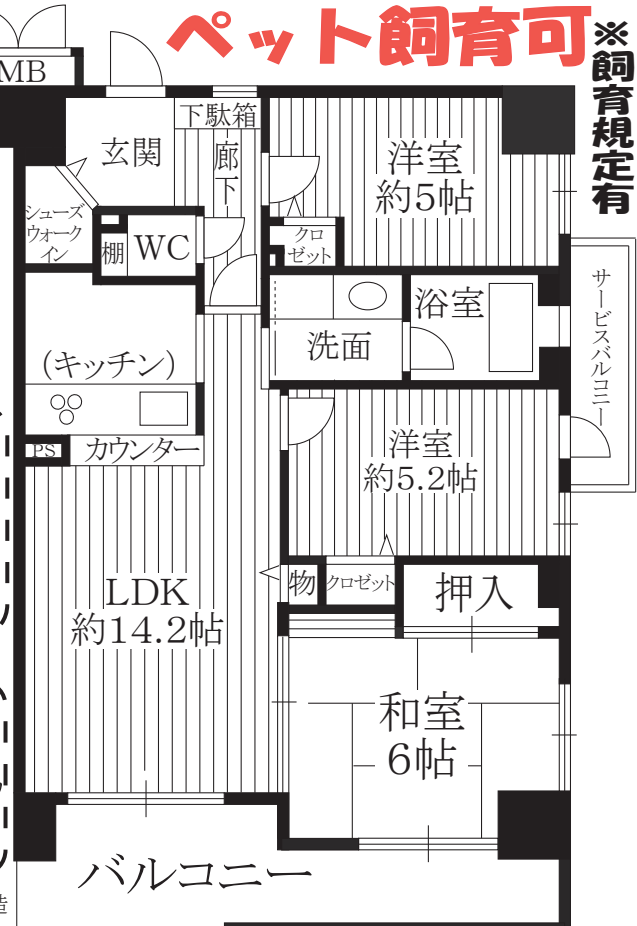 ペット飼育可
※飼育規定有
MB
下駄箱
玄関
廊下
洋室
約5帖
シューズ
ウォーク
イン
棚
WC
クロ
ゼット
サービスバルコニー
浴室
洗面
(キッチン)
PS
カウンター
洋室
約5.2帖
物
クロゼット
押入
LDK
約14.2帖
和室
6帖
バルコニー